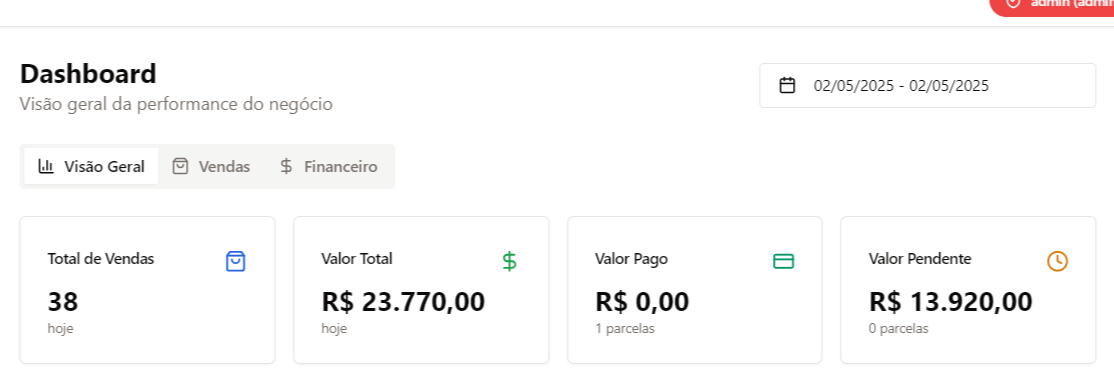 admin (admin
Dashboard
Visão geral da performance do negócio
02/05/2025 - 02/05/2025
Visão Geral
Vendas
Financeiro
Total de Vendas
38
hoje
Valor Total
R$ 23.770,00
hoje
Valor Pago
R$ 0,00
1 parcelas
Valor Pendente
R$ 13.920,00
0 parcelas